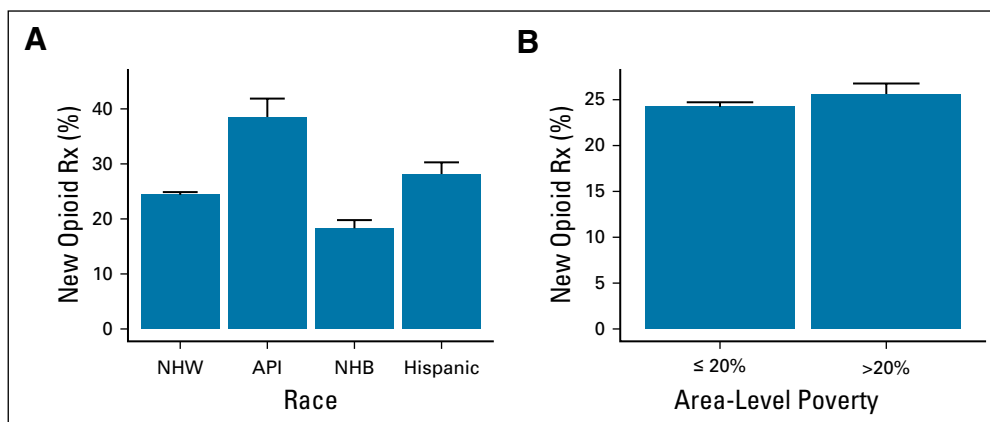 A
New Opioid Rx (%)
40
30
20
10
0
NHW API NHB Hispanic
Race
B
New Opioid Rx (%)
25
20
15
10
5
0
≤ 20% >20%
Area-Level Poverty